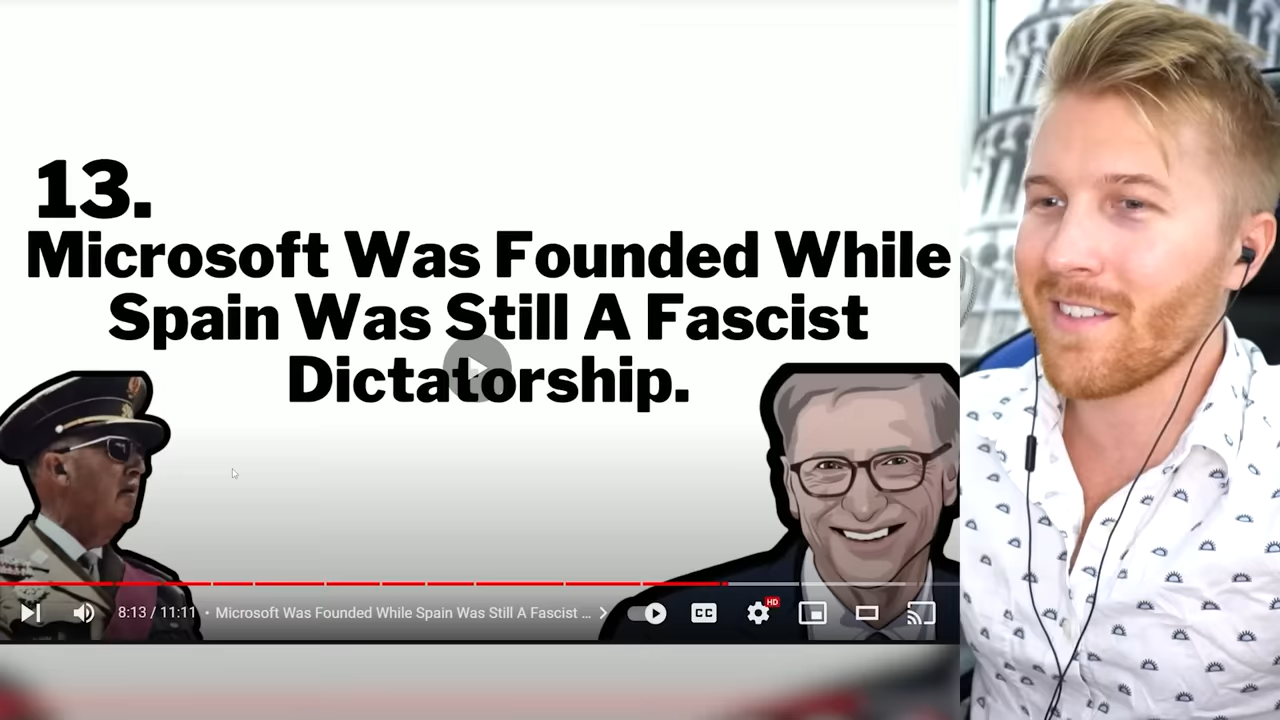 13.
Microsoft Was Founded While
Spain Was Still A Fascist
Dictatorship.
8:13 / 11:11 • Microsoft Was Founded While Spain Was Still A Fascist ...
CC
HD